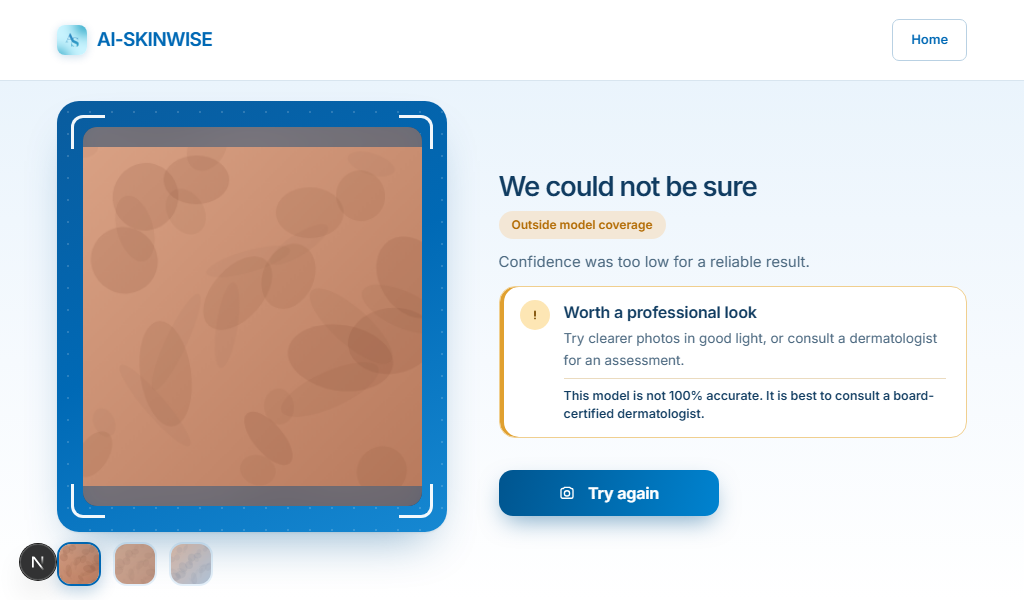 AI-SKINWISE
Home
We could not be sure
Outside model coverage
Confidence was too low for a reliable result.
!
Worth a professional look
Try clearer photos in good light, or consult a dermatologist
for an assessment.
This model is not 100% accurate. It is best to consult a board-
certified dermatologist.
Try again
N